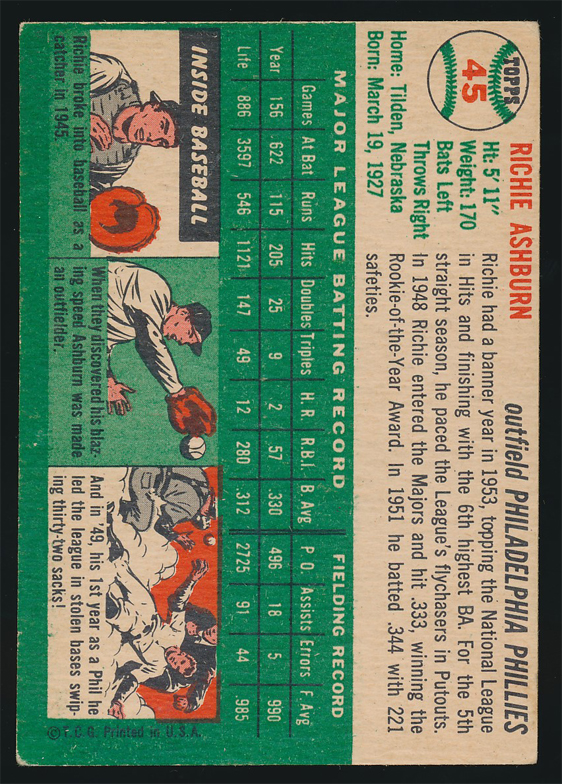 TOPPS
45
RICHIE ASHBURN
outfield PHILADELPHIA PHILLIES
Ht: 5' 11"
Weight: 170
Bats Left
Throws Right
Home: Tilden, Nebraska
Born: March 19, 1927
Richie had a banner year in 1953, topping the National League
in Hits and finishing with the 6th highest BA. For the 5th
straight season, he paced the League's flychasers in Putouts.
in 1948 Richie entered the Majors and hit .333, winning the
Rookie-of-the-Year Award. In 1951 he batted .344 with 221
safeties.
MAJOR LEAGUE BATTING RECORD FIELDING RECORD
Games At Bat Runs Hits Doubles Triples H. R. R.B.I. B Avg P O. Assists Errors F. Avg
Year 156 622 115 205 25 9 2 57 .330 496 18 5 .990
Life 886 3597 546 1121 147 49 12 280 .312 2725 91 44 .985
INSIDE BASEBALL
Richie broke into baseball as a
catcher in 1945.
When they discovered his blaz-
ing speed Ashburn was made
an outfielder.
And in '49, his 1st year as a Phil he
led the league in stolen bases swip-
ing thirty-two sacks!
© T. C. G. Printed in U. S. A.